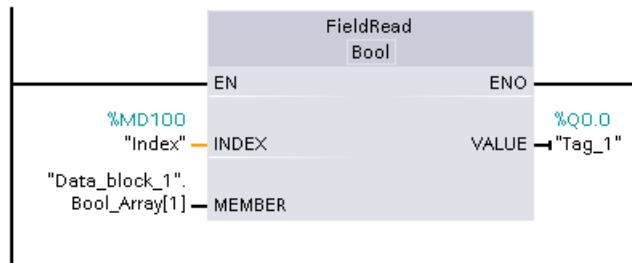 FieldRead
Bool
EN
ENO
%MD100
"Index"
INDEX
%Q0.0
VALUE
"Tag_1"
"Data_block_1".
Bool_Array[1]
MEMBER